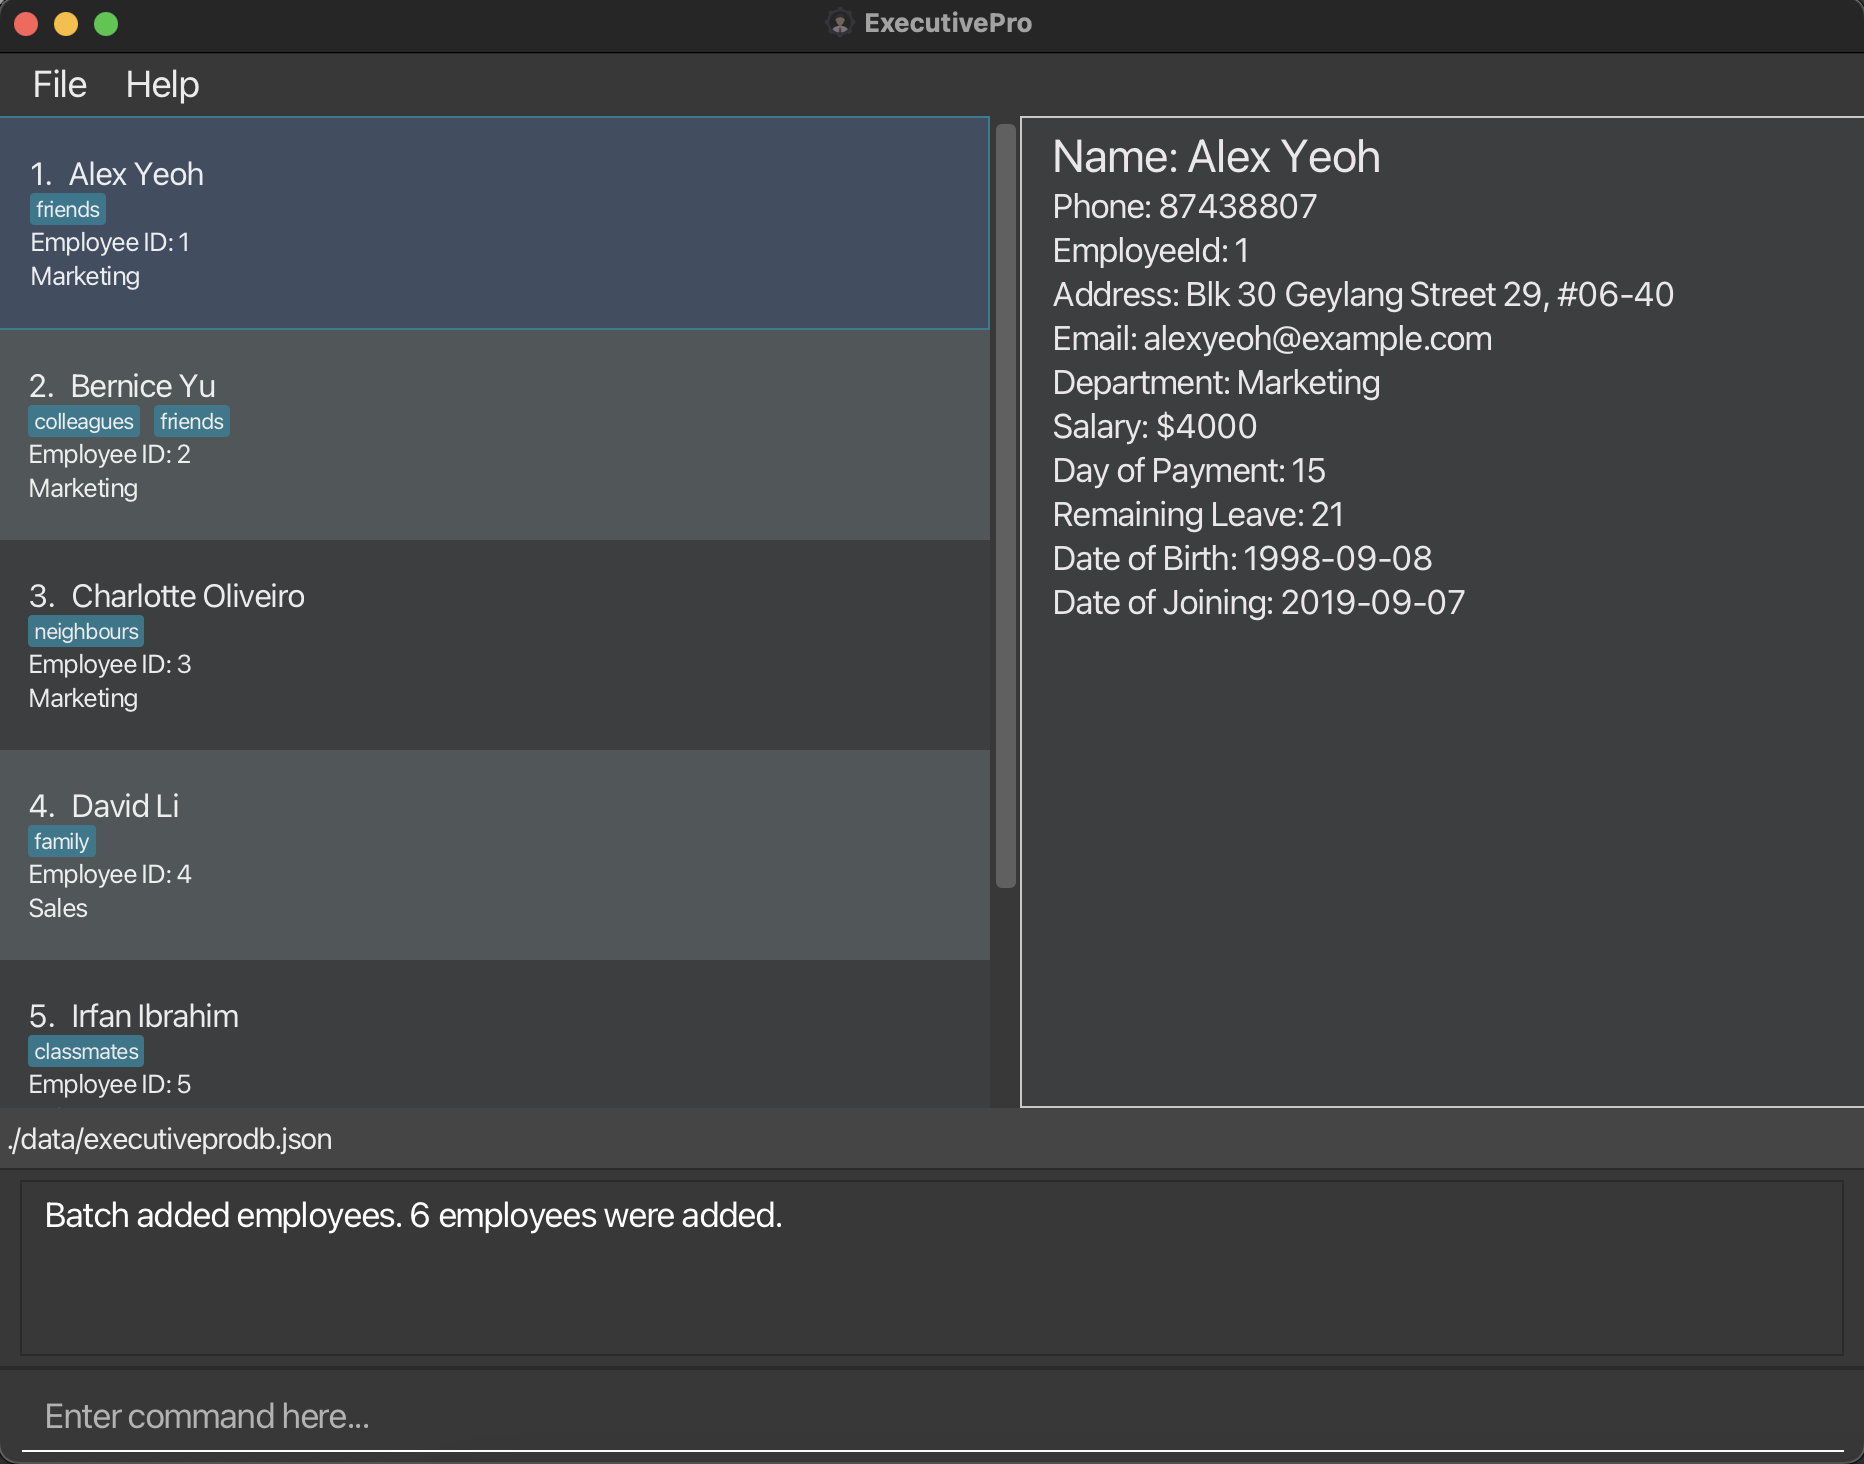 ExecutivePro
File Help
1. Alex Yeoh
friends
Employee ID: 1
Marketing
2. Bernice Yu
colleagues friends
Employee ID: 2
Marketing
3. Charlotte Oliveiro
neighbours
Employee ID: 3
Marketing
4. David Li
family
Employee ID: 4
Sales
5. Irfan Ibrahim
classmates
Employee ID: 5
Name: Alex Yeoh
Phone: 87438807
EmployeeId: 1
Address: Blk 30 Geylang Street 29, #06-40
Email: alexyeoh@example.com
Department: Marketing
Salary: $4000
Day of Payment: 15
Remaining Leave: 21
Date of Birth: 1998-09-08
Date of Joining: 2019-09-07
./data/executiveprodb.json
Batch added employees. 6 employees were added.
Enter command here...